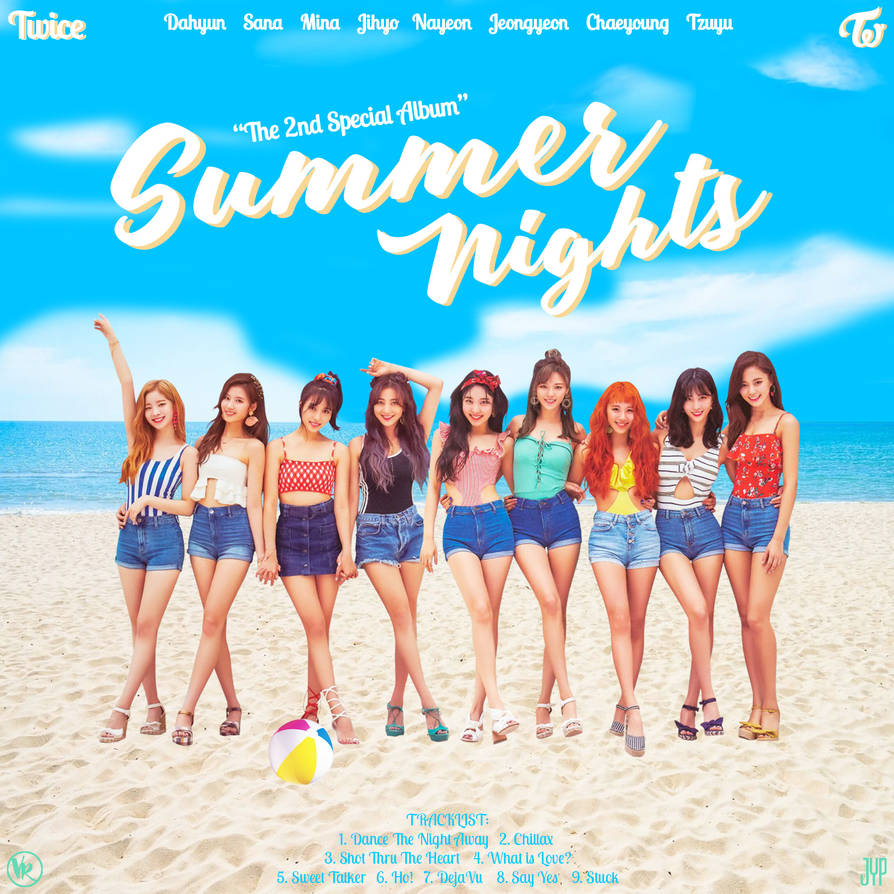 Twice Dahyun Sana Mina Jihyo Nayeon Jeongyeon Chaeyoung Tzuyu
“The 2nd Special Album”
Summer
Nights
TRACKLIST:
1. Dance The Night Away 2. Chillax
3. Shot Thru The Heart 4. What is Love?
5. Sweet Talker 6. Ho! 7. DejaVu 8. Say Yes 9. Stuck
VR JYP